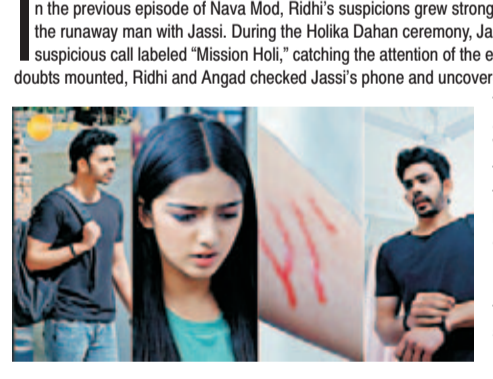 In the previous episode of Nava Mod, Ridhi's suspicions grew strong
the runaway man with Jassi. During the Holika Dahan ceremony, Ja
suspicious call labeled “Mission Holi,” catching the attention of the e
doubts mounted, Ridhi and Angad checked Jassi's phone and uncover